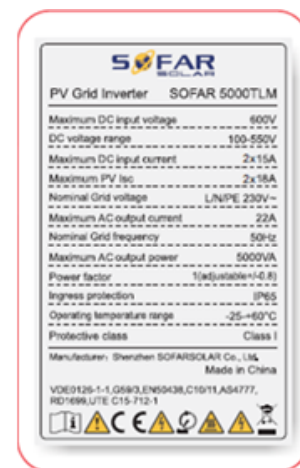 SOFAR
SOLAR
PV Grid Inverter SOFAR 5000TLM
Maximum DC input voltage 600V
DC voltage range 100-550V
Maximum DC input current 2x15A
Maximum PV Isc 2x18A
Nominal Grid voltage L/N/PE 230V~
Maximum AC output current 22A
Nominal Grid frequency 50Hz
Maximum AC output power 5000VA
Power factor 1(adjustable+/-0.8)
Ingress protection IP65
Operating temperature range -25-+60°C
Protective class Class I
Manufacturer: Shenzhen SOFARSOLAR Co., Ltd.
Made in China
VDE0126-1-1,G59/3,EN50438,C10/11,AS4777,
RD1699,UTE C15-712-1